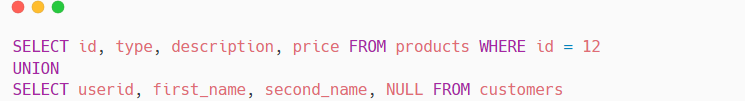 SELECT id, type, description, price FROM products WHERE id = 12
UNION
SELECT userid, first_name, second_name, NULL FROM customers